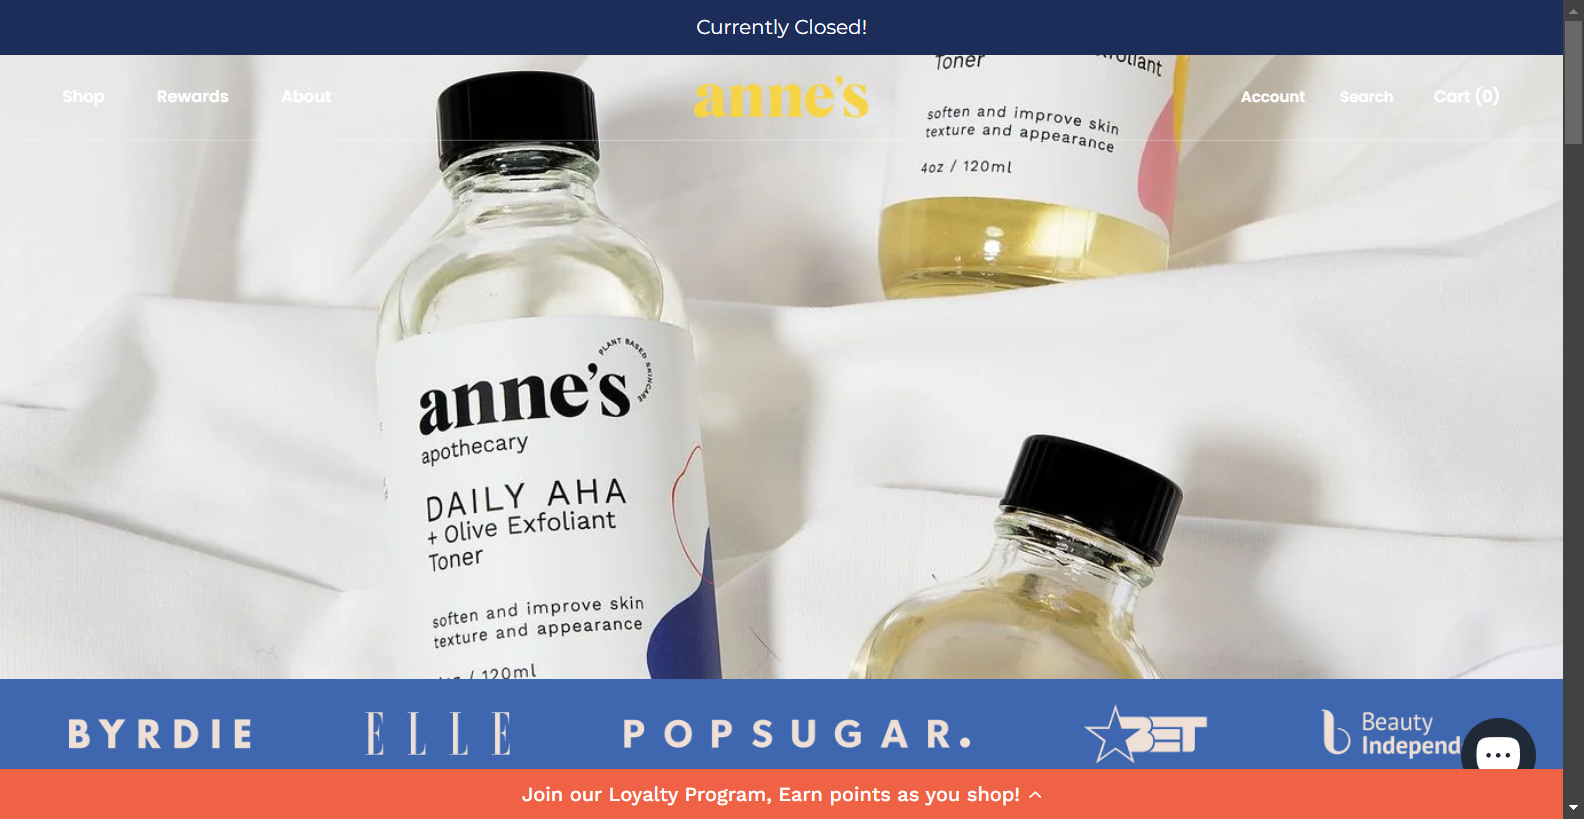 Currently Closed!
Shop
Rewards
About
anne's
Account
Search
Cart (0)
Toner
soften and improve skin
texture and appearance
4oz / 120ml
PLANT BASED SKINCARE
anne's
apothecary
DAILY AHA
+ Olive Exfoliant
Toner
soften and improve skin
texture and appearance
/ 120ml
BYRDIE
ELLE
POPSUGAR.
BET
Beauty
Independ
Join our Loyalty Program, Earn points as you shop!